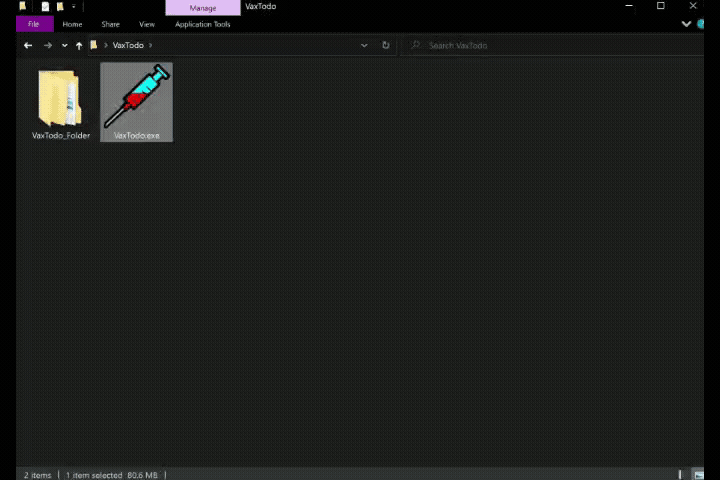 Manage
VaxTodo
File
Home
Share
View
Application Tools
VaxTodo
Search VaxTodo
VaxTodo_Folder
VaxTodo.exe
2 items
1 item selected 80.6 MB